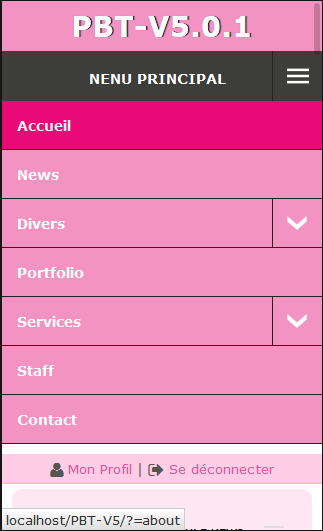 PBT-V5.0.1
NENU PRINCIPAL
Accueil
News
Divers
Portfolio
Services
Staff
Contact
Mon Profil | Se déconnecter
localhost/PBT-V5/?=about